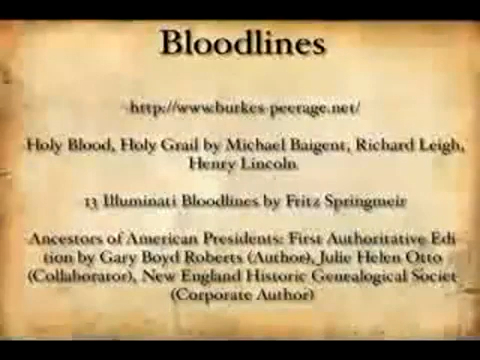 Bloodlines
http://www.burkes-peerage.net/
Holy Blood, Holy Grail by Michael Baigent, Richard Leigh,
Henry Lincoln
13 Illuminati Bloodlines by Fritz Springmeir
Ancestors of American Presidents: First Authoritative Edi
tion by Gary Boyd Roberts (Author), Julie Helen Otto
(Collaborator), New England Historic Genealogical Societ
(Corporate Author)